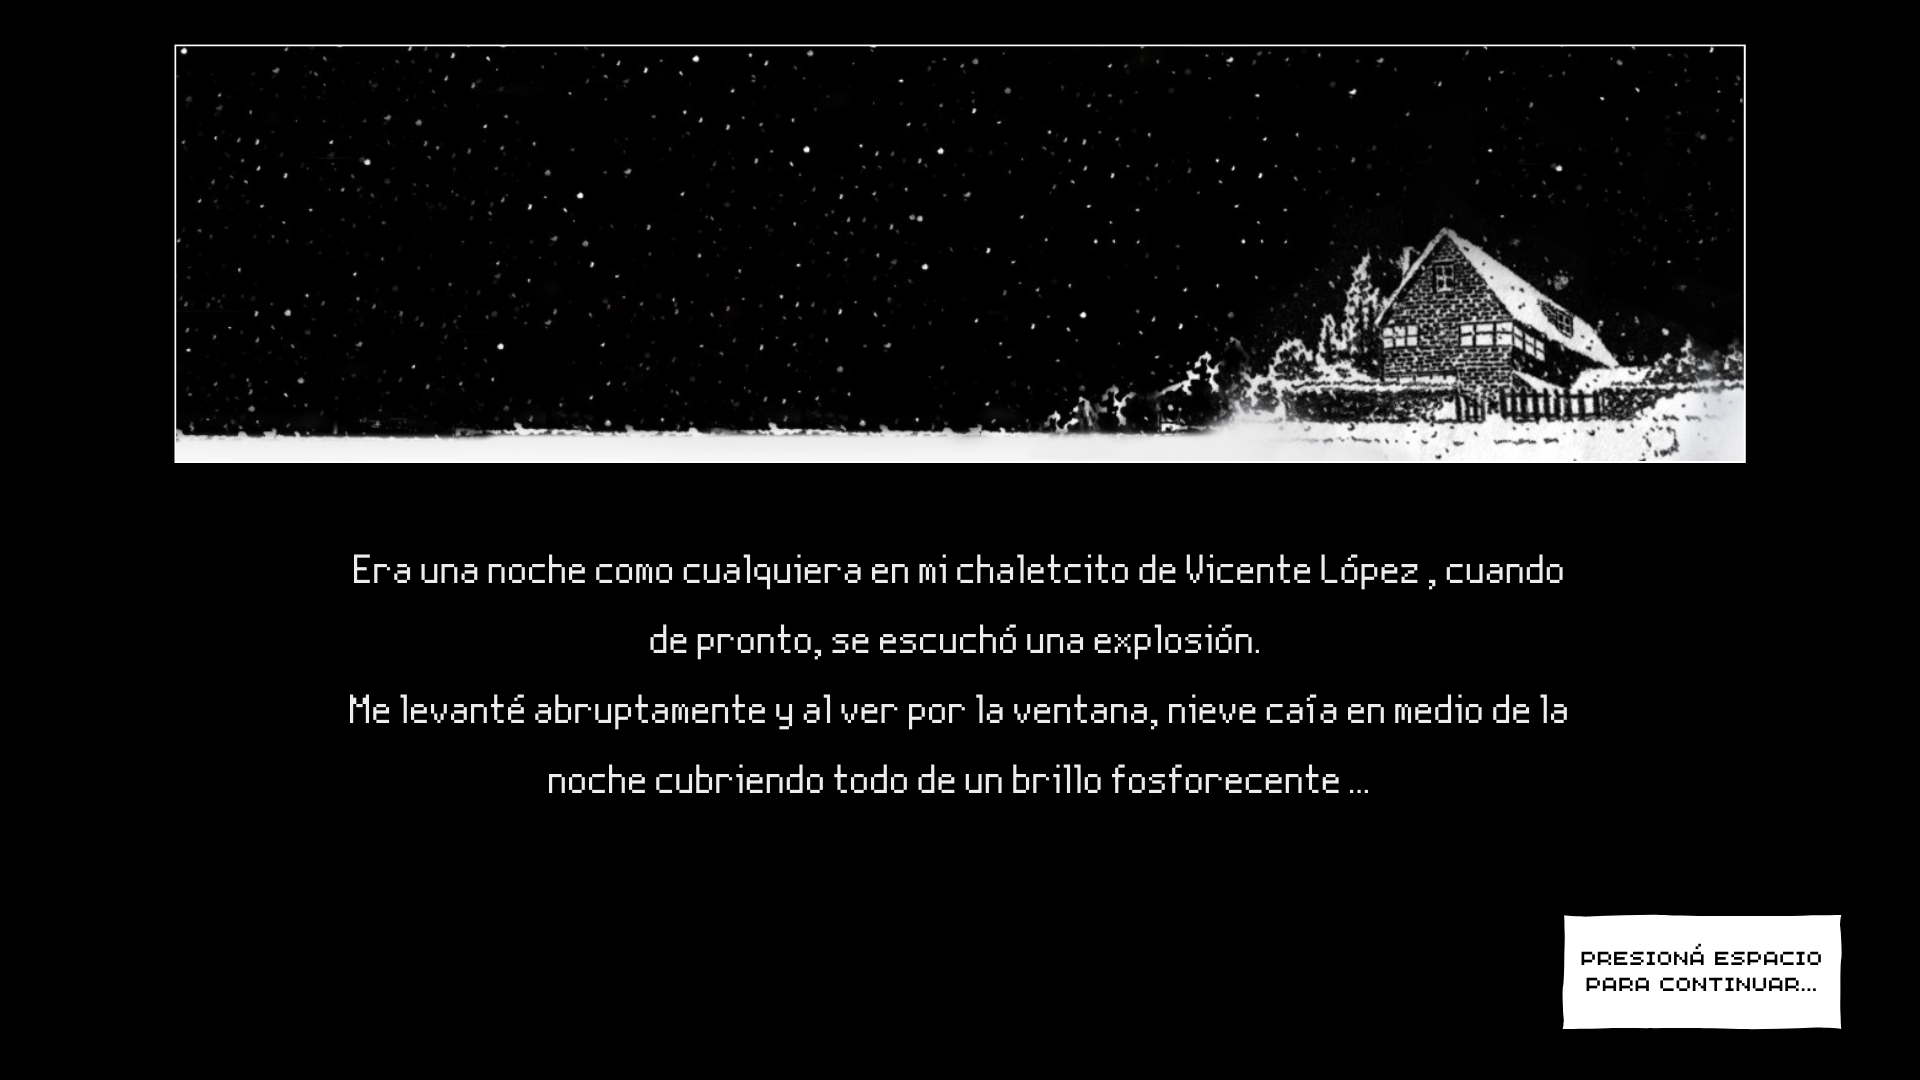 Era una noche como cualquiera en mi chaletcito de Vicente López , cuando
de pronto, se escuchó una explosión.
Me levanté abruptamente y al ver por la ventana, nieve caía en medio de la
noche cubriendo todo de un brillo fosforecente ...
PRESIONÁ ESPACIO
PARA CONTINUAR...